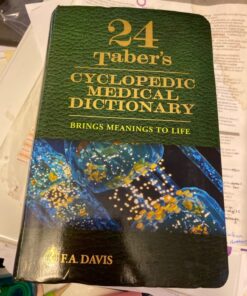 24
Taber's
CYCLOPEDIC
MEDICAL
DICTIONARY
BRINGS MEANINGS TO LIFE
F.A. DAVIS